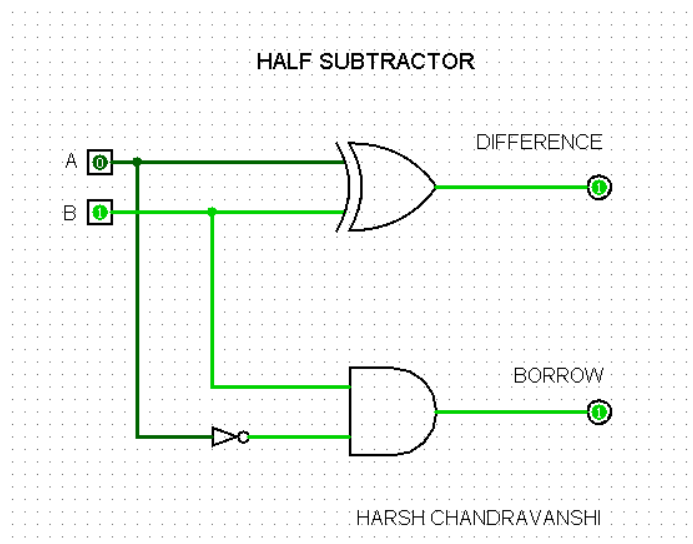 HALF SUBTRACTOR
DIFFERENCE
A 0
B 1
1
BORROW
1
HARSH CHANDRAVANSHI